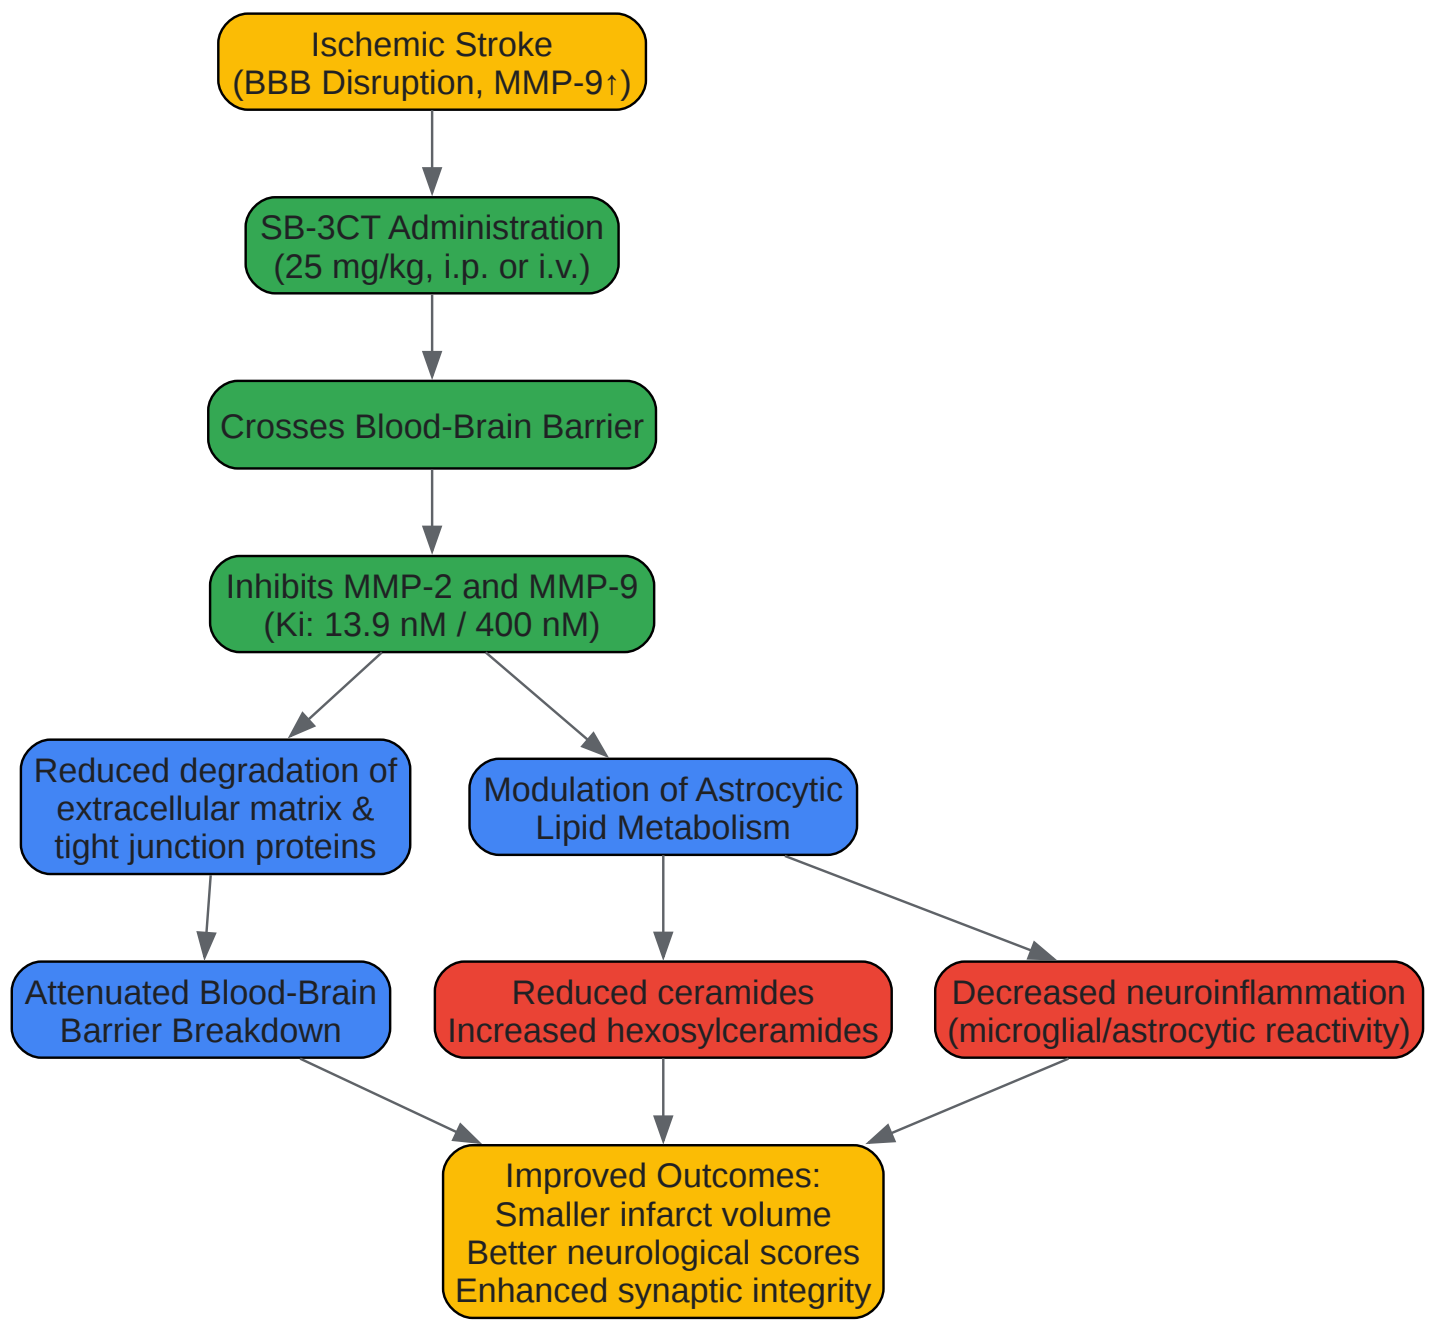 Ischemic Stroke
(BBB Disruption, MMP-9↑)
SB-3CT Administration
(25 mg/kg, i.p. or i.v.)
Crosses Blood-Brain Barrier
Inhibits MMP-2 and MMP-9
(Ki: 13.9 nM / 400 nM)
Reduced degradation of
extracellular matrix &
tight junction proteins
Modulation of Astrocytic
Lipid Metabolism
Attenuated Blood-Brain
Barrier Breakdown
Reduced ceramides
Increased hexosylceramides
Decreased neuroinflammation
(microglial/astrocytic reactivity)
Improved Outcomes:
Smaller infarct volume
Better neurological scores
Enhanced synaptic integrity